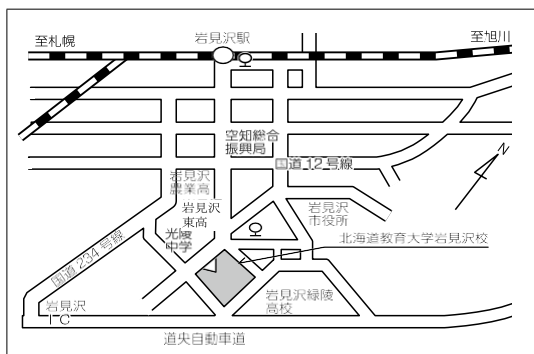 至札幌
岩見沢駅
至旭川
空知総合
振興局
国道12号線
N
岩見沢
農業高
岩見沢
東高
岩見沢
市役所
光陵
中学
北海道教育大学岩見沢校
国道234号線
岩見沢
IC
岩見沢緑陵
高校
道央自動車道